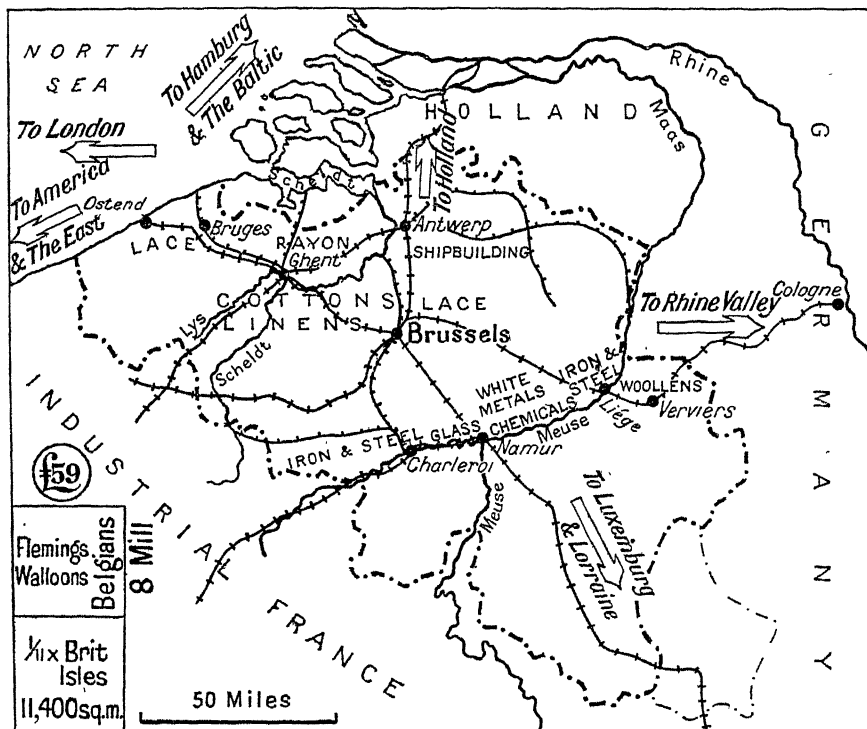 NORTH
SEA
To Hamburg
& The Baltic
To London
To America
& The East
HOLLAND
To Holland
Rhine
Maas
GERMANY
Scheldt
Ostend
Bruges
LACE
RAYON
Ghent
Antwerp
SHIPBUILDING
COTTONS
LINENS
LACE
Lys
Scheldt
Brussels
To Rhine Valley
Cologne
WHITE
METALS
IRON &
STEEL
CHEMICALS
WOOLLENS
Verviers
Liége
Meuse
IRON & STEEL
GLASS
Charleroi
Namur
Meuse
To Luxemburg
& Lorraine
INDUSTRIAL
FRANCE
£59
Flemings
Walloons
Belgians
8 Mill
1/11 x Brit
Isles
11,400sq.m.
50 Miles